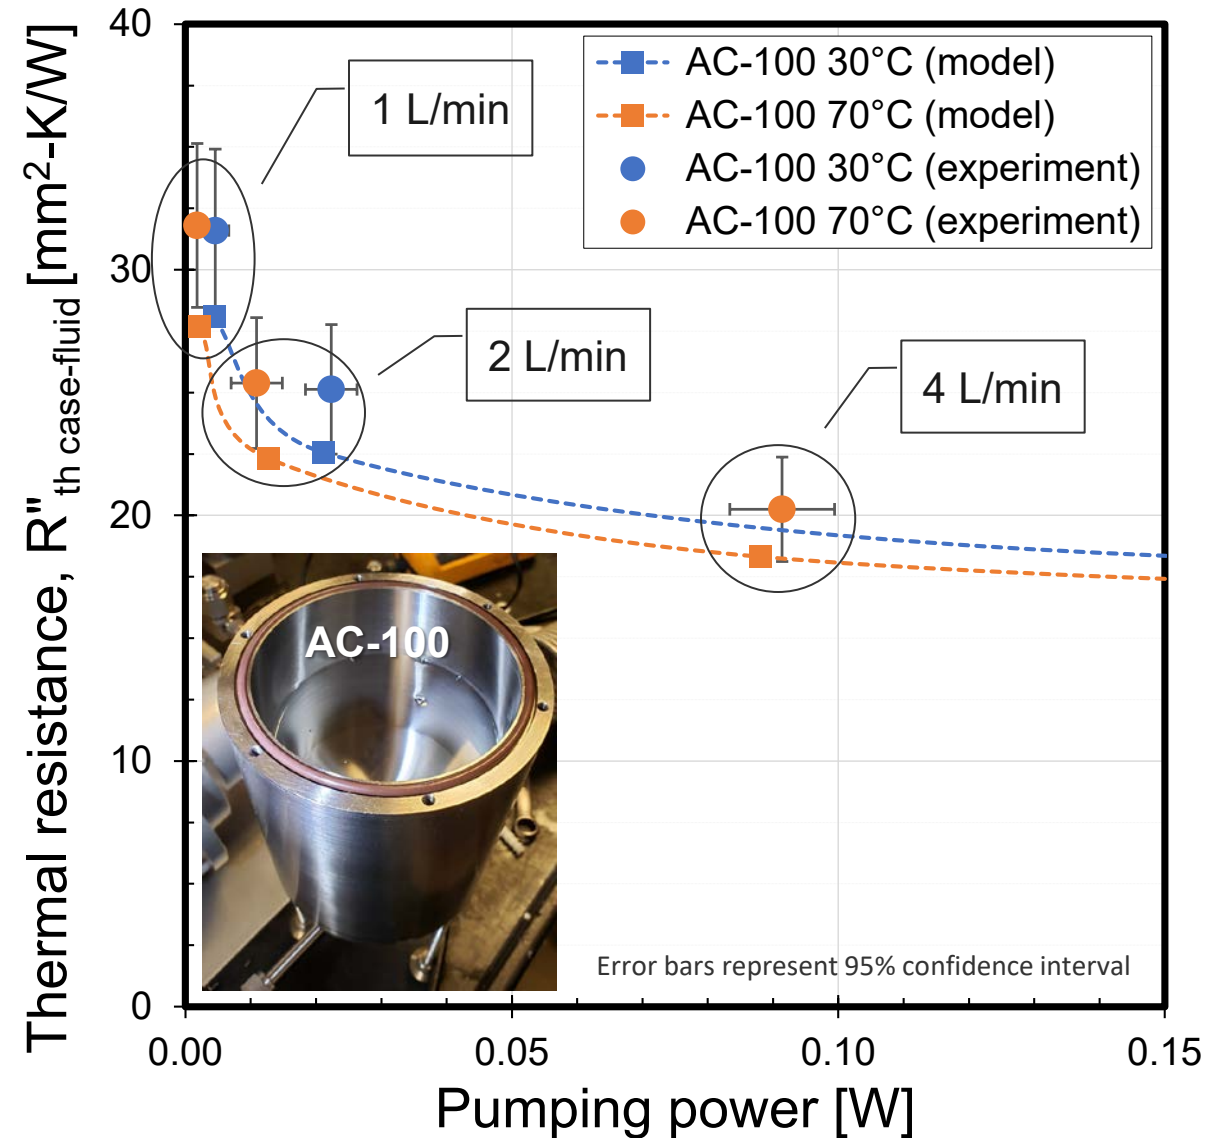 Thermal resistance, R"th case-fluid [mm2-K/W]
40
30
20
10
0
AC-100 30°C (model)
AC-100 70°C (model)
AC-100 30°C (experiment)
AC-100 70°C (experiment)
1 L/min
2 L/min
4 L/min
AC-100
Error bars represent 95% confidence interval
0.00
0.05
0.10
0.15
Pumping power [W]